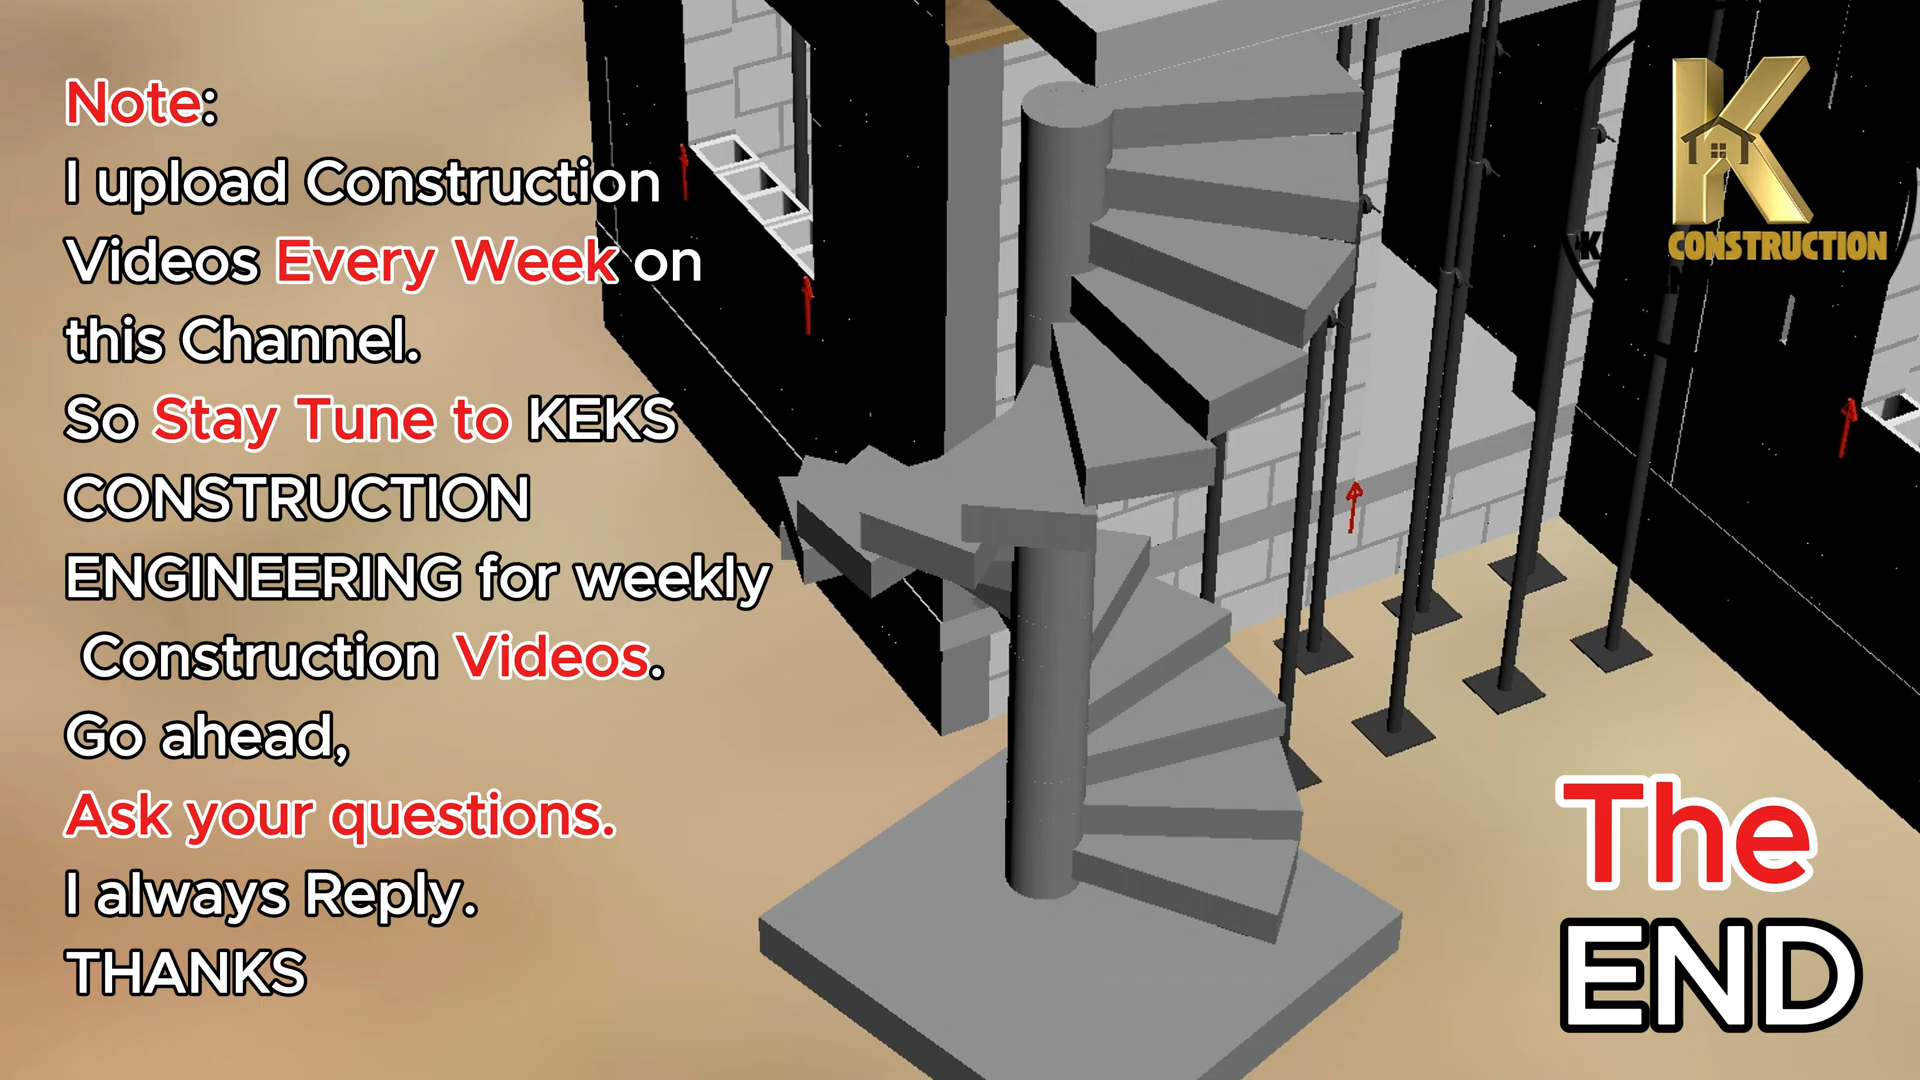 Note:
I upload Construction
Videos Every Week on
this Channel.
So Stay Tune to KEKS
CONSTRUCTION
ENGINEERING for weekly
Construction Videos.
Go ahead,
Ask your questions.
I always Reply.
THANKS
K
CONSTRUCTION
K
The
END